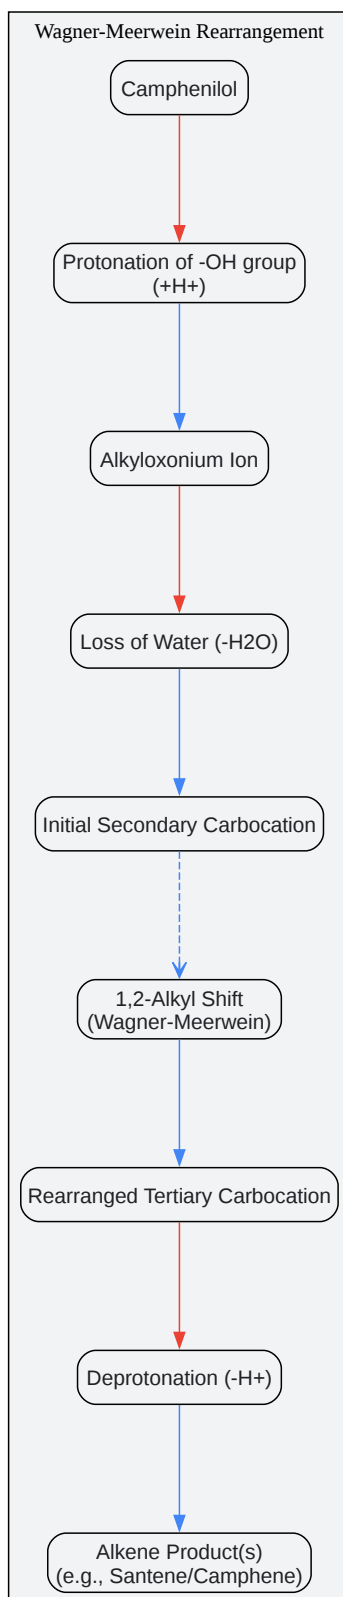 Wagner-Meerwein Rearrangement
Camphenilol
Protonation of -OH group
(+H+)
Alkyloxonium Ion
Loss of Water (-H2O)
Initial Secondary Carbocation
1,2-Alkyl Shift
(Wagner-Meerwein)
Rearranged Tertiary Carbocation
Deprotonation (-H+)
Alkene Product(s)
(e.g., Santene/Camphene)